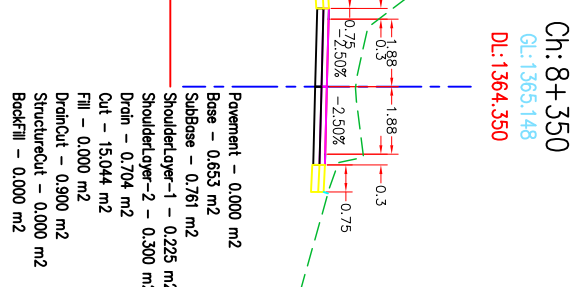 Ch:8+350
GL:1365.148
DL:1364.350
0.75
0.3
1.88
1.88
0.3
0.75
-2.50%
-2.50%
Pavement - 0.000 m2
Base - 0.653 m2
SubBase - 0.761 m2
ShoulderLayer-1 - 0.225 m2
ShoulderLayer-2 - 0.300 m2
Drain - 0.704 m2
Cut - 15.044 m2
Fill - 0.000 m2
DrainCut - 0.900 m2
StructureCut - 0.000 m2
BackFill - 0.000 m2